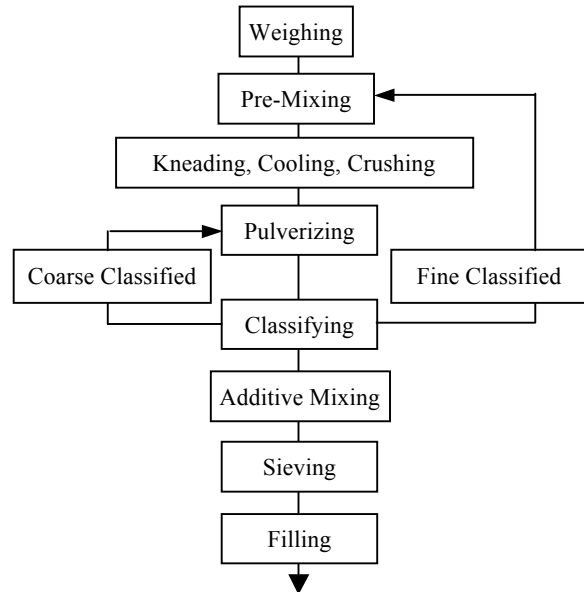 Weighing
Pre-Mixing
Kneading, Cooling, Crushing
Pulverizing
Coarse Classified
Fine Classified
Classifying
Additive Mixing
Sieving
Filling